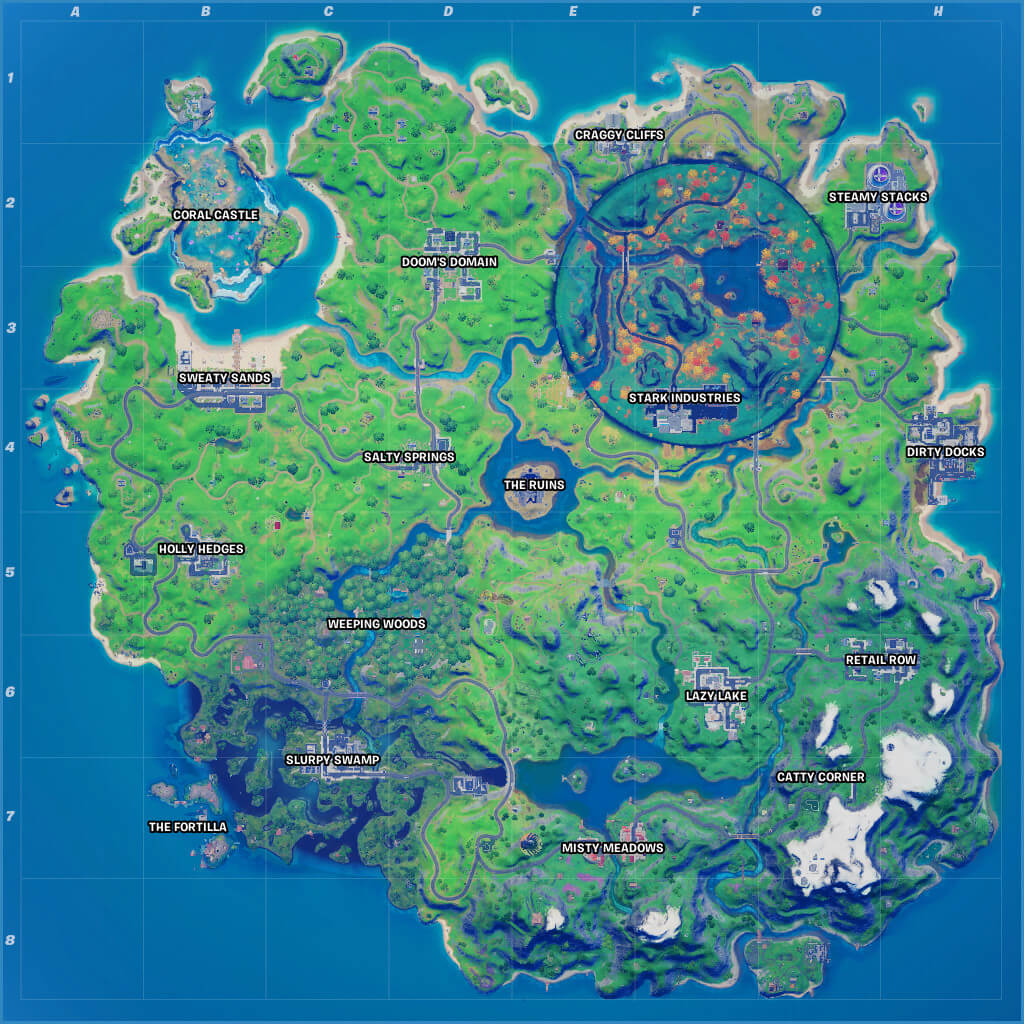 A B C D E F G H
1
CRAGGY CLIFFS
STEAMY STACKS
2
CORAL CASTLE
DOOM'S DOMAIN
3
SWEATY SANDS
STARK INDUSTRIES
4
DIRTY DOCKS
SALTY SPRINGS
THE RUINS
HOLLY HEDGES
5
WEEPING WOODS
RETAIL ROW
6
LAZY LAKE
SLURPY SWAMP
CATTY CORNER
7
THE FORTILLA
MISTY MEADOWS
8